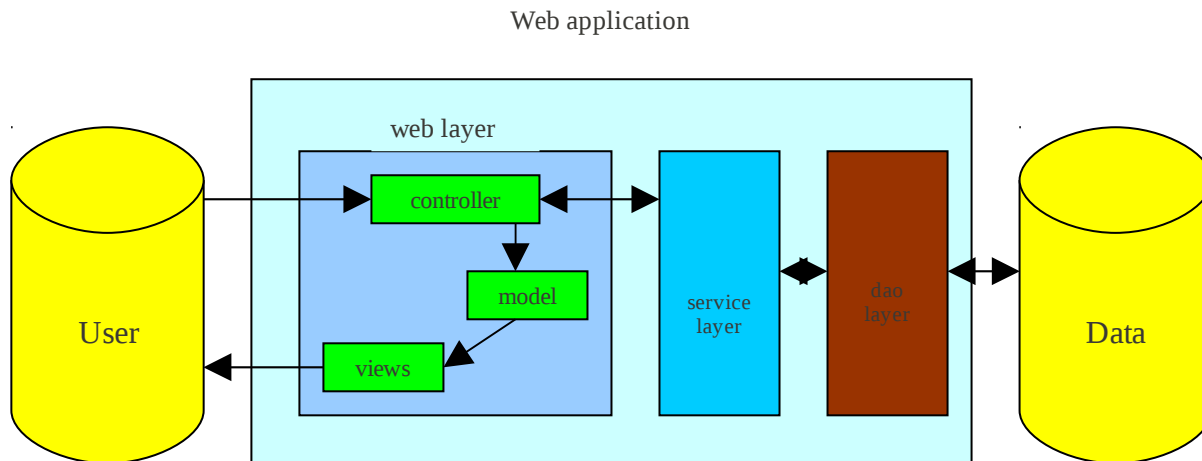 Web application
web layer
controller
model
views
User
service
layer
dao
layer
Data